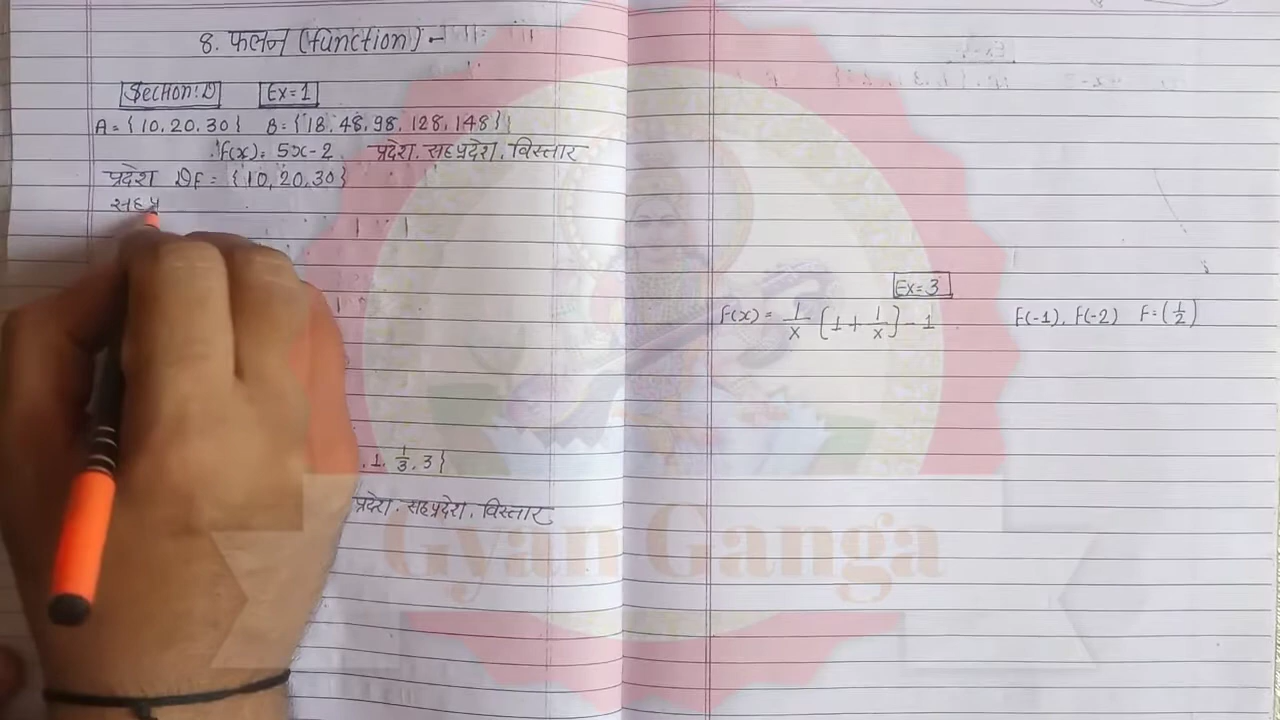 8. फलन (function) -
Section: D Ex=1
A = {10, 20, 30} B = {18, 48, 98, 128, 148}
F(x) = 5x-2 प्रदेश, सहप्रदेश, विस्तार
प्रदेश DF = {10, 20, 30}
सहप्र
, 1, 1/3, 3}
प्रदेश, सहप्रदेश, विस्तार
Ex=3
F(x) = 1/x [1 + 1/x] - 1 F(-1), F(-2) F=(1/2)
Gyan Ganga